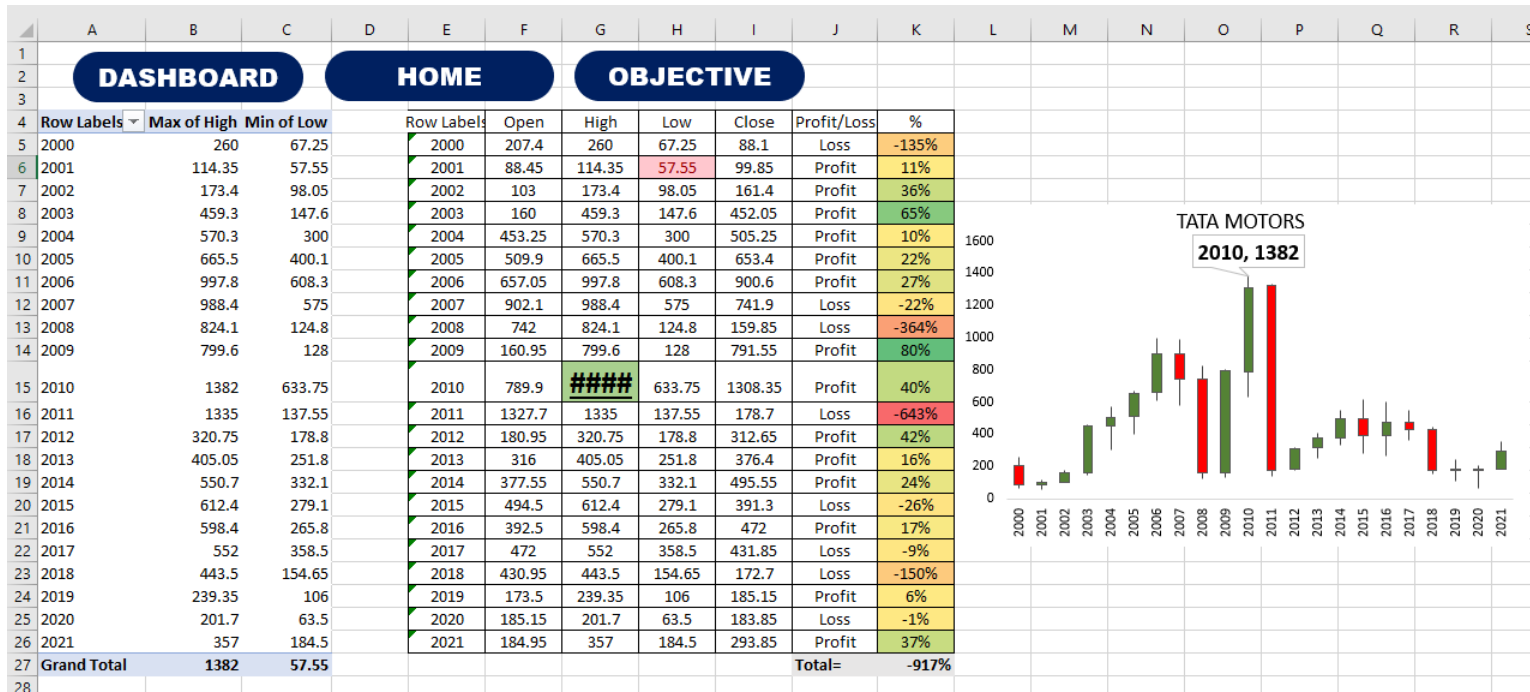 A B C D E F G H I J K L M N O P Q R S
1
2 DASHBOARD HOME OBJECTIVE
3
4 Row Labels Max of High Min of Low Row Labels Open High Low Close Profit/Loss %
5 2000 260 67.25 2000 207.4 260 67.25 88.1 Loss -135%
6 2001 114.35 57.55 2001 88.45 114.35 57.55 99.85 Profit 11%
7 2002 173.4 98.05 2002 103 173.4 98.05 161.4 Profit 36%
8 2003 459.3 147.6 2003 160 459.3 147.6 452.05 Profit 65%
9 2004 570.3 300 2004 453.25 570.3 300 505.25 Profit 10%
10 2005 665.5 400.1 2005 509.9 665.5 400.1 653.4 Profit 22%
11 2006 997.8 608.3 2006 657.05 997.8 608.3 900.6 Profit 27%
12 2007 988.4 575 2007 902.1 988.4 575 741.9 Loss -22%
13 2008 824.1 124.8 2008 742 824.1 124.8 159.85 Loss -364%
14 2009 799.6 128 2009 160.95 799.6 128 791.55 Profit 80%
15 2010 1382 633.75 2010 789.9 #### 633.75 1308.35 Profit 40%
16 2011 1335 137.55 2011 1327.7 1335 137.55 178.7 Loss -643%
17 2012 320.75 178.8 2012 180.95 320.75 178.8 312.65 Profit 42%
18 2013 405.05 251.8 2013 316 405.05 251.8 376.4 Profit 16%
19 2014 550.7 332.1 2014 377.55 550.7 332.1 495.55 Profit 24%
20 2015 612.4 279.1 2015 494.5 612.4 279.1 391.3 Loss -26%
21 2016 598.4 265.8 2016 392.5 598.4 265.8 472 Profit 17%
22 2017 552 358.5 2017 472 552 358.5 431.85 Loss -9%
23 2018 443.5 154.65 2018 430.95 443.5 154.65 172.7 Loss -150%
24 2019 239.35 106 2019 173.5 239.35 106 185.15 Profit 6%
25 2020 201.7 63.5 2020 185.15 201.7 63.5 183.85 Loss -1%
26 2021 357 184.5 2021 184.95 357 184.5 293.85 Profit 37%
27 Grand Total 1382 57.55 Total= -917%
28
TATA MOTORS
2010, 1382
1600
1400
1200
1000
800
600
400
200
0
2000 2001 2002 2003 2004 2005 2006 2007 2008 2009 2010 2011 2012 2013 2014 2015 2016 2017 2018 2019 2020 2021